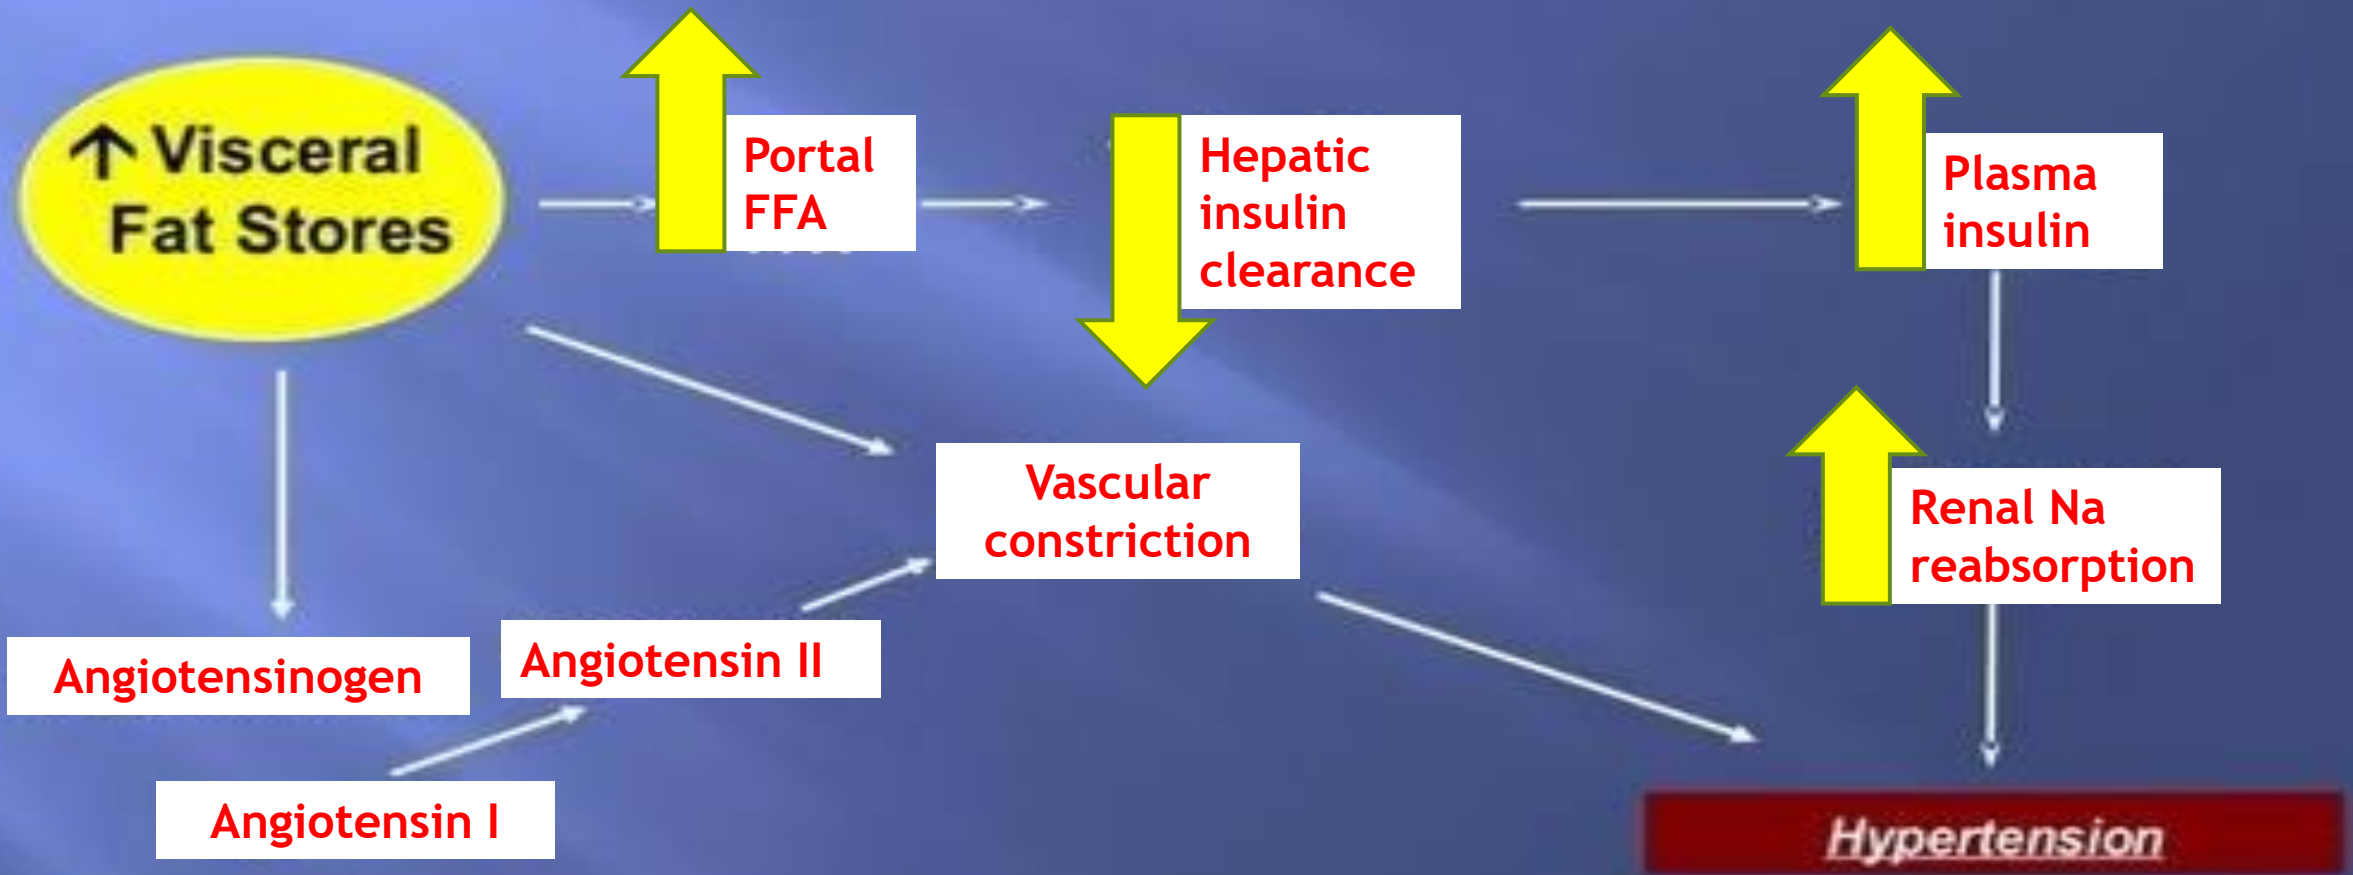 ↑ Visceral
Fat Stores
Portal
FFA
Hepatic
insulin
clearance
Plasma
insulin
Vascular
constriction
Renal Na
reabsorption
Angiotensinogen
Angiotensin II
Angiotensin I
Hypertension